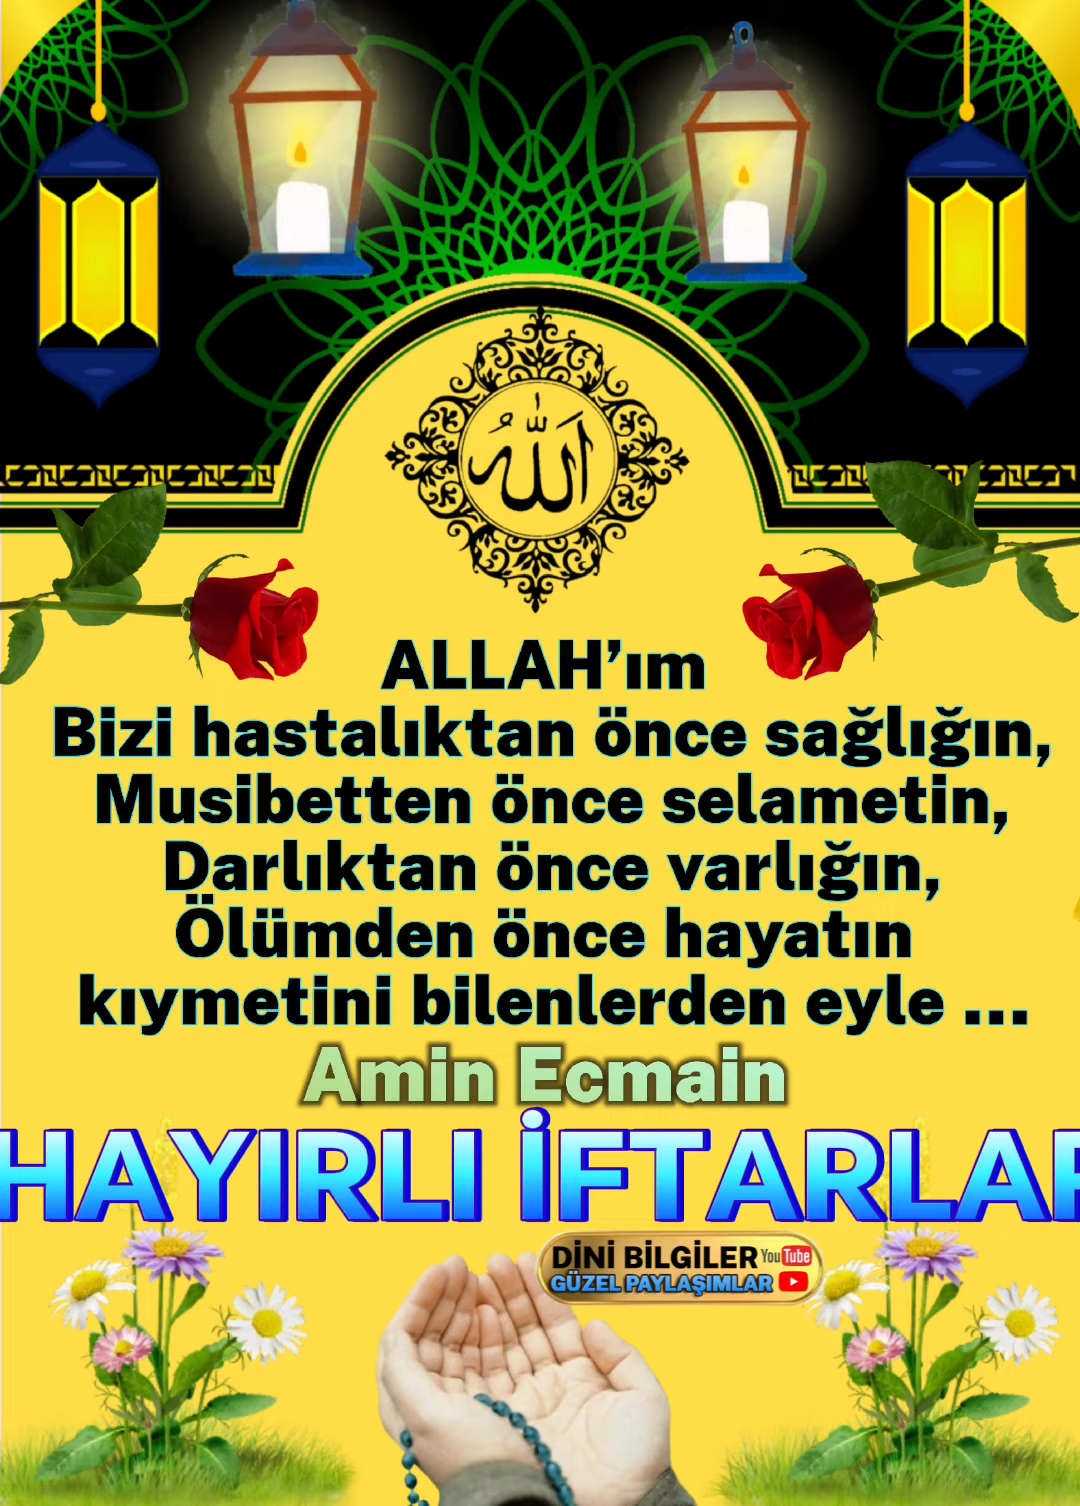 الله
ALLAH’ım
Bizi hastalıktan önce sağlığın,
Musibetten önce selametin,
Darlıktan önce varlığın,
Ölümden önce hayatın
kıymetini bilenlerden eyle ...
Amin Ecmain
HAYIRLI İFTARLAR
DİNİ BİLGİLER YouTube
GÜZEL PAYLAŞIMLAR